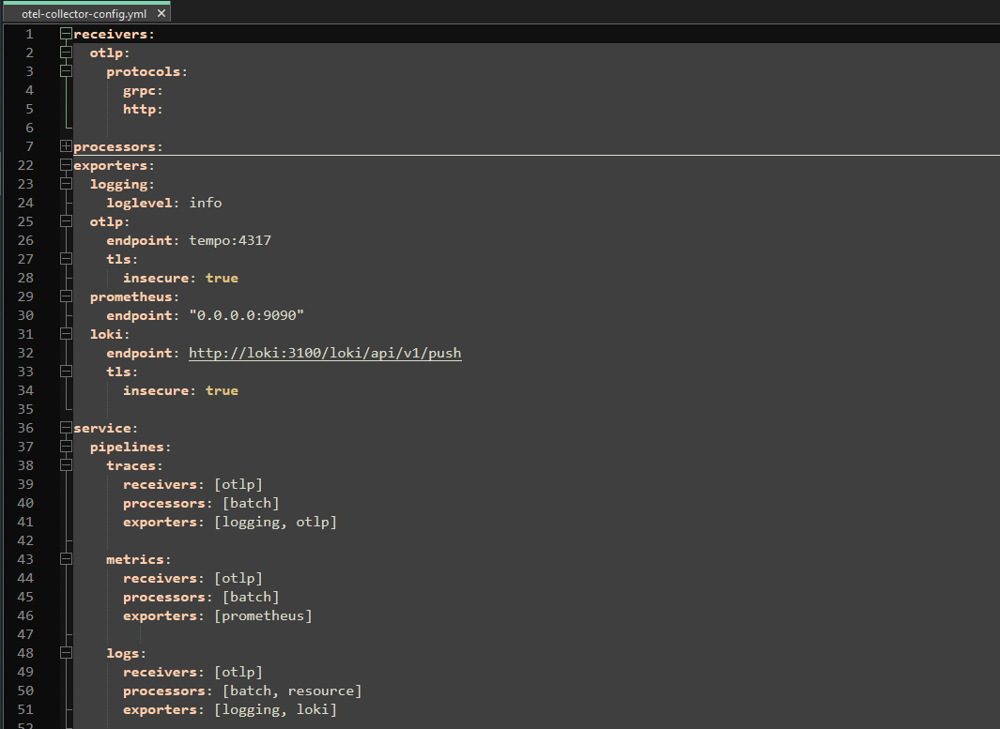 otel-collector-config.yml ✕
1 receivers:
2   otlp:
3     protocols:
4       grpc:
5       http:
6
7 processors:
22 exporters:
23   logging:
24     loglevel: info
25   otlp:
26     endpoint: tempo:4317
27     tls:
28       insecure: true
29   prometheus:
30     endpoint: "0.0.0.0:9090"
31   loki:
32     endpoint: http://loki:3100/loki/api/v1/push
33     tls:
34       insecure: true
35
36 service:
37   pipelines:
38     traces:
39       receivers: [otlp]
40       processors: [batch]
41       exporters: [logging, otlp]
42
43     metrics:
44       receivers: [otlp]
45       processors: [batch]
46       exporters: [prometheus]
47
48     logs:
49       receivers: [otlp]
50       processors: [batch, resource]
51       exporters: [logging, loki]
52